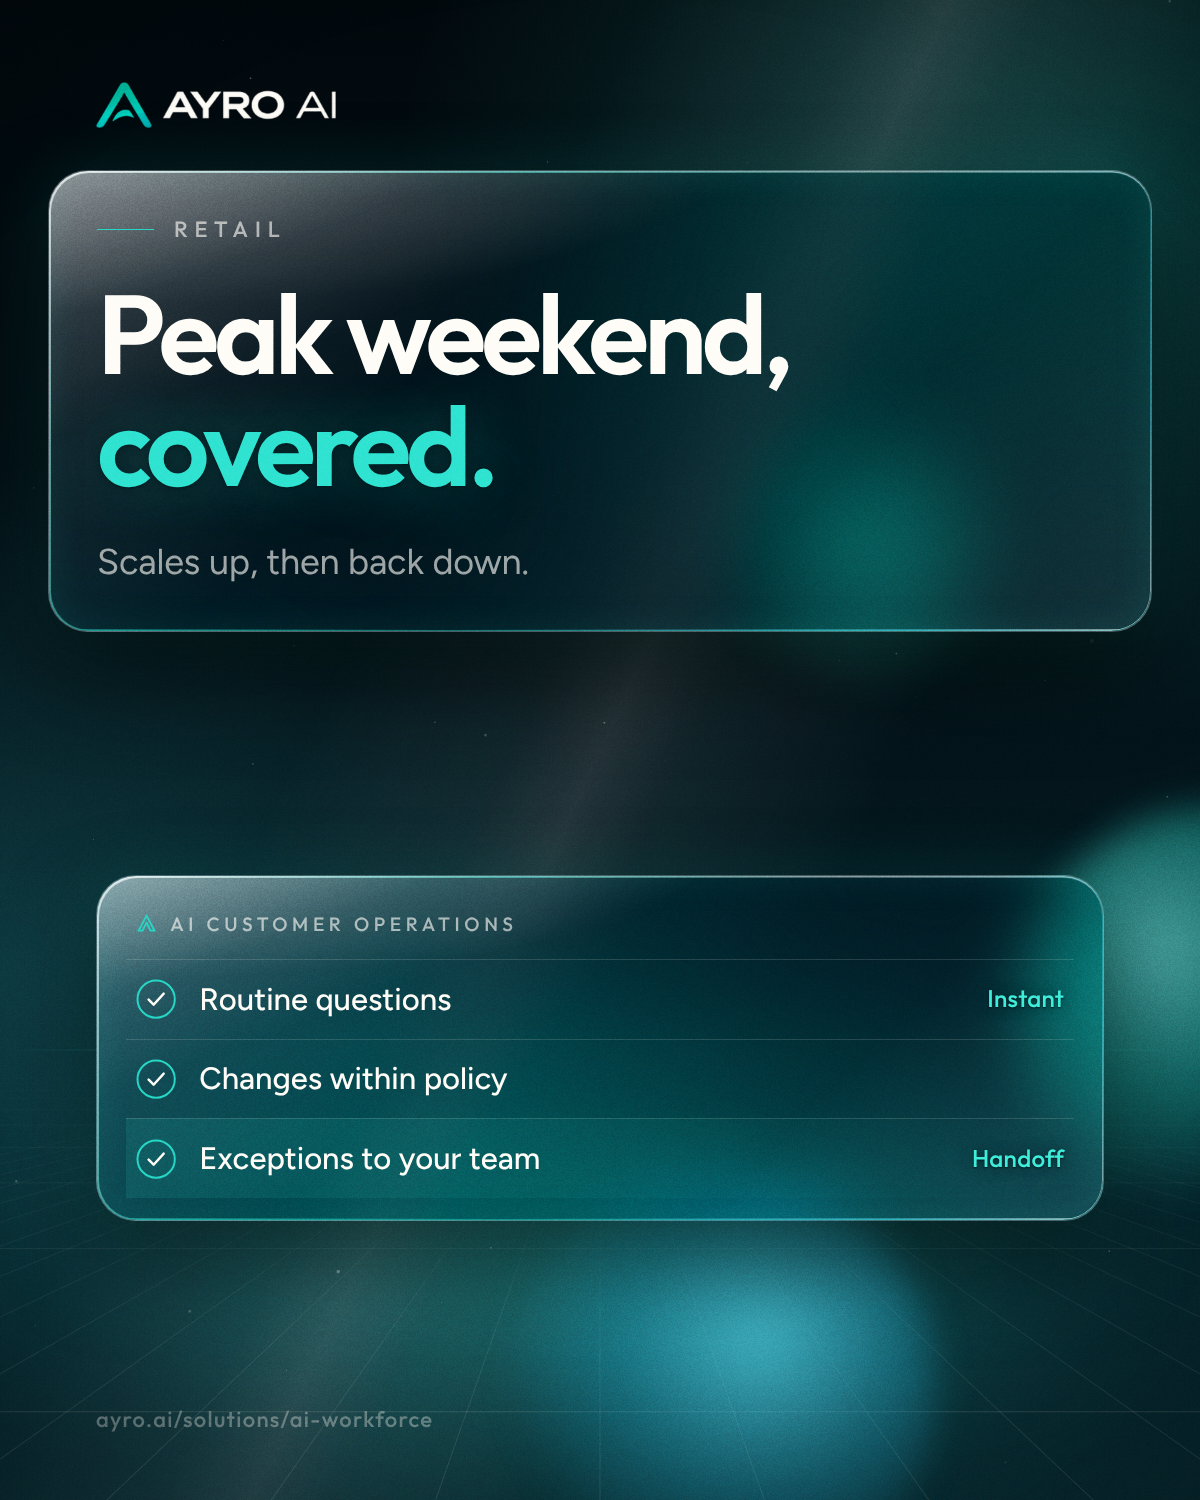 AYRO AI
RETAIL
Peak weekend,
covered.
Scales up, then back down.
AI CUSTOMER OPERATIONS
Routine questions
Instant
Changes within policy
Exceptions to your team
Handoff
ayro.ai/solutions/ai-workforce